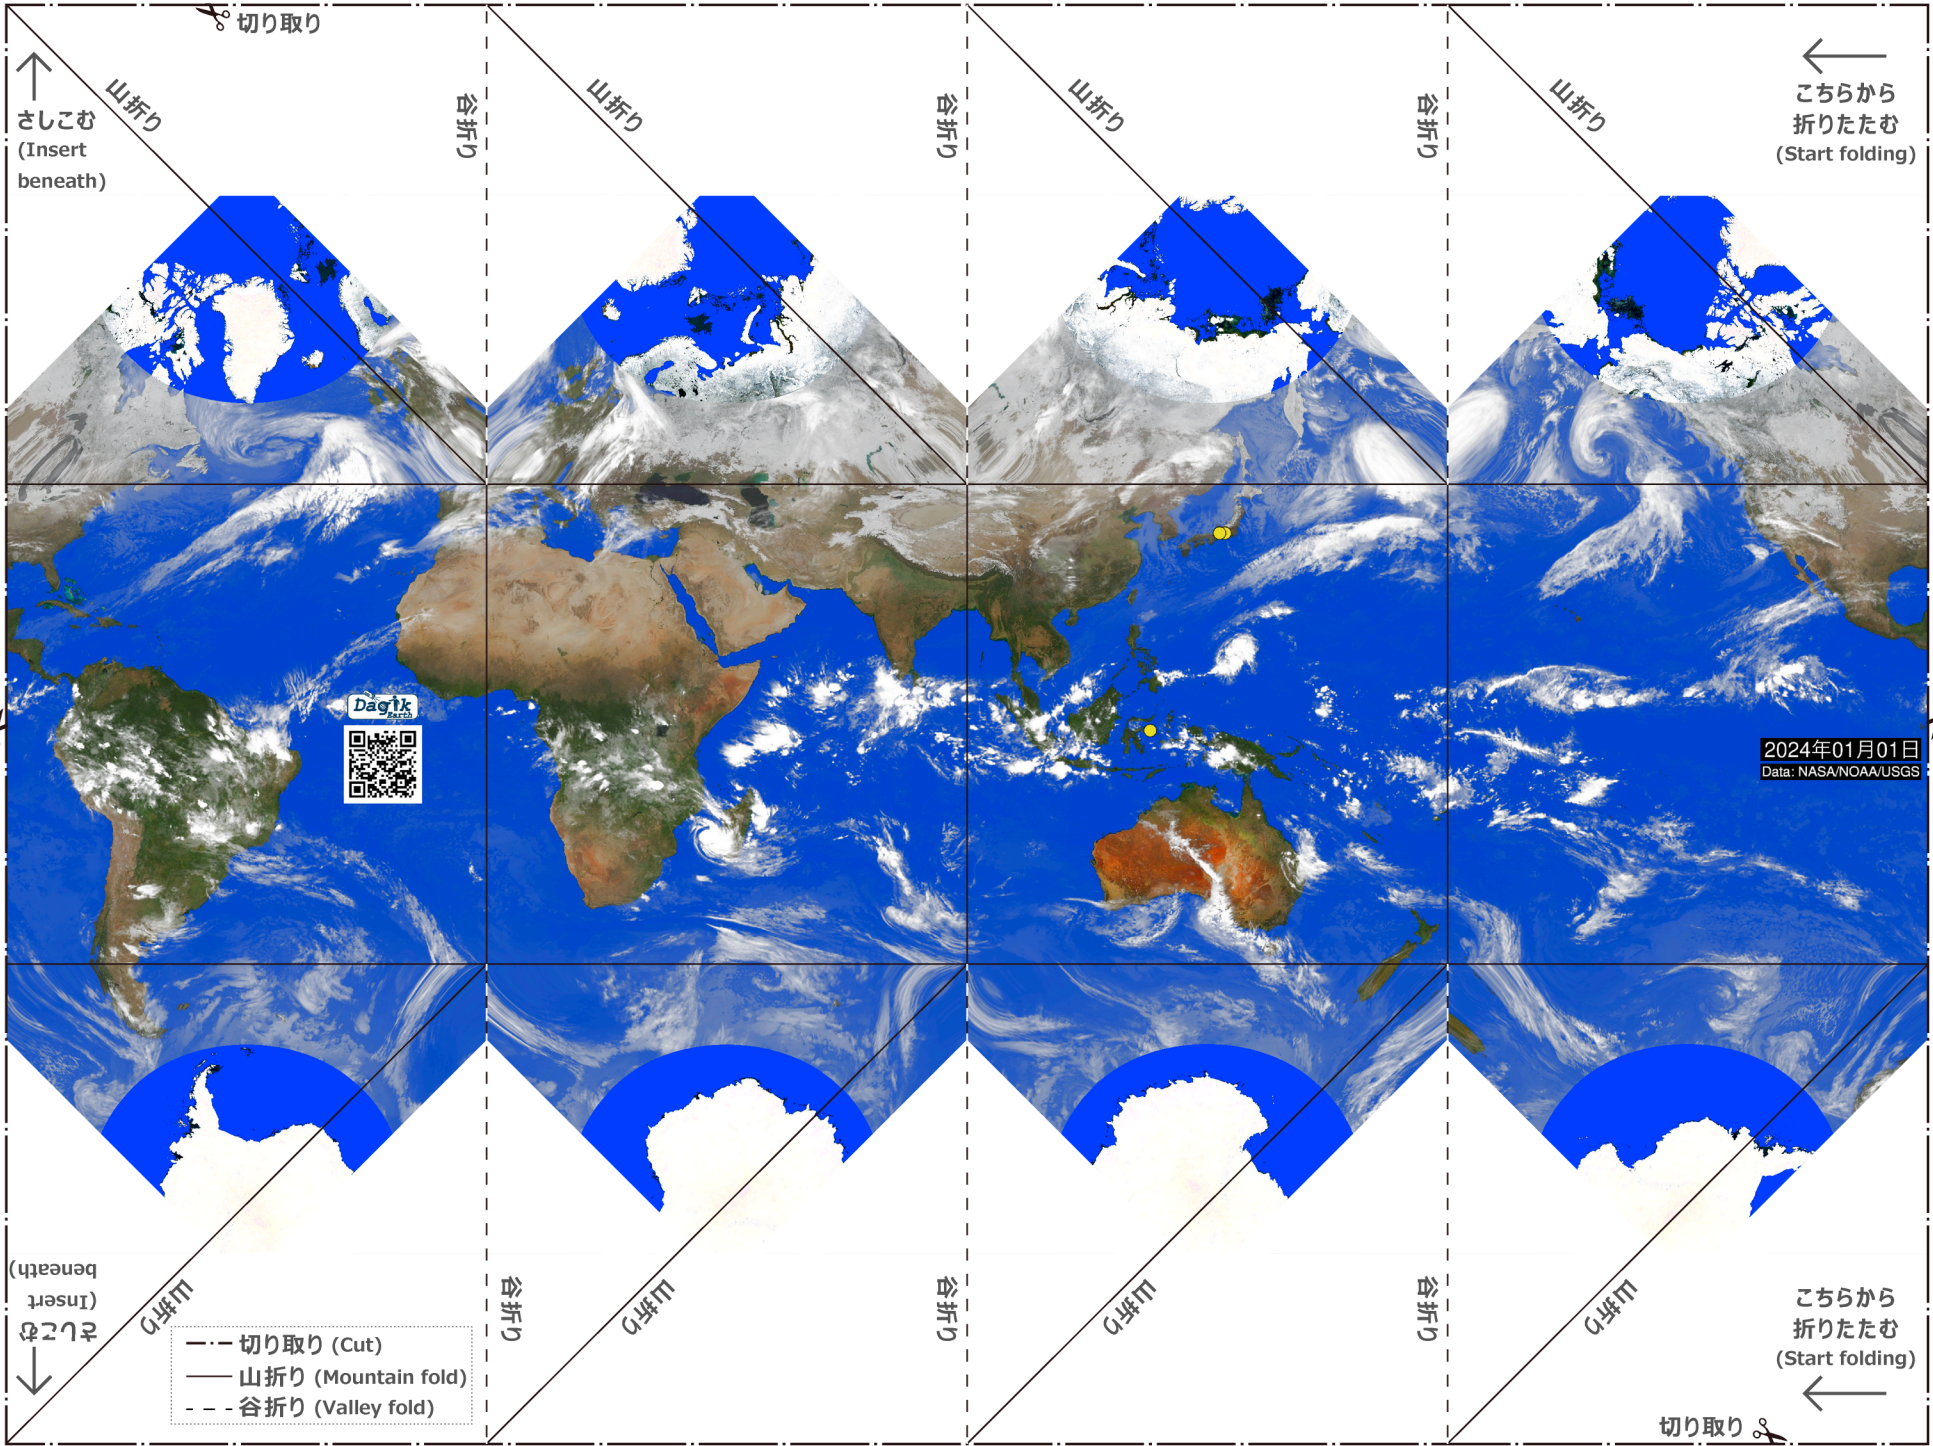 切り取り
さしこむ
(Insert
beneath)
山折り
谷折り
山折り
谷折り
山折り
谷折り
山折り
こちらから
折りたたむ
(Start folding)
Dagik
Earth
2024年01月01日
Data: NASA/NOAA/USGS
さしこむ
(Insert
beneath)
山折り
谷折り
山折り
谷折り
山折り
谷折り
山折り
こちらから
折りたたむ
(Start folding)
切り取り (Cut)
山折り (Mountain fold)
谷折り (Valley fold)
切り取り